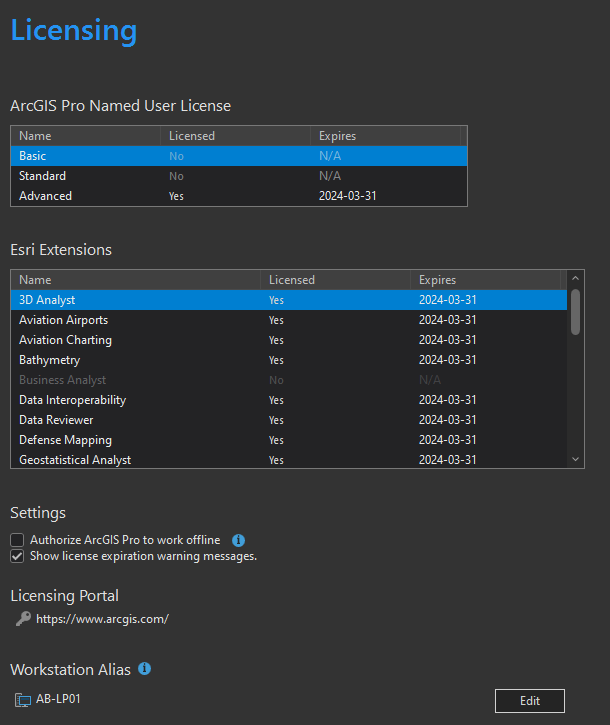 Licensing
ArcGIS Pro Named User License
Name Licensed Expires
Basic No N/A
Standard No N/A
Advanced Yes 2024-03-31
Esri Extensions
Name Licensed Expires
3D Analyst Yes 2024-03-31
Aviation Airports Yes 2024-03-31
Aviation Charting Yes 2024-03-31
Bathymetry Yes 2024-03-31
Business Analyst No N/A
Data Interoperability Yes 2024-03-31
Data Reviewer Yes 2024-03-31
Defense Mapping Yes 2024-03-31
Geostatistical Analyst Yes 2024-03-31
Settings
Authorize ArcGIS Pro to work offline
Show license expiration warning messages.
Licensing Portal
https://www.arcgis.com/
Workstation Alias
AB-LP01 Edit